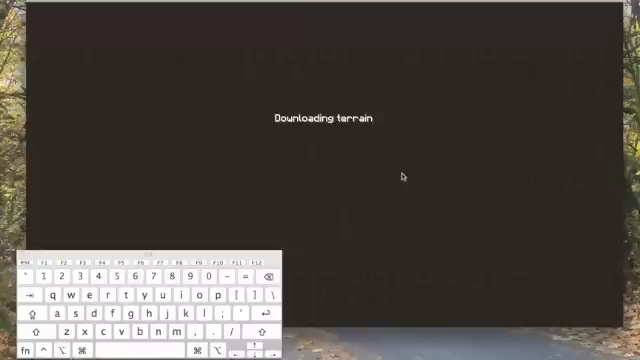 Downloading terrain
esc F1 F2 F3 F4 F5 F6 F7 F8 F9 F10 F11 F12
` 1 2 3 4 5 6 7 8 9 0 - =
q w e r t y u i o p [ ] \
a s d f g h j k l ; '
z x c v b n m , . /
fn ^ ⌥ ⌘ ⌘ ⌥